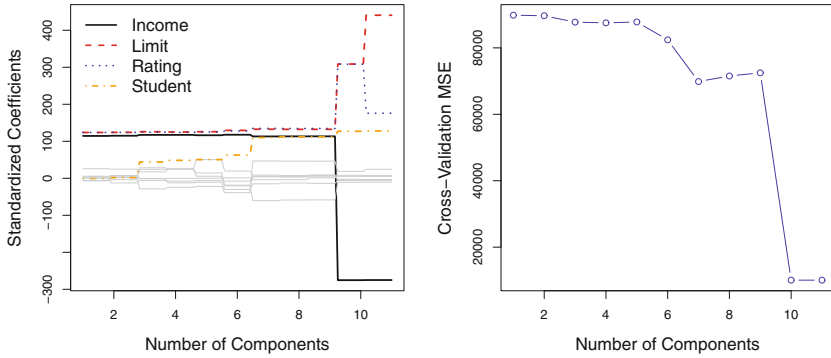 Income
Limit
Rating
Student
Standardized Coefficients
-300 -100 0 100 200 300 400
2 4 6 8 10
Number of Components
Cross-Validation MSE
20000 40000 60000 80000
2 4 6 8 10
Number of Components